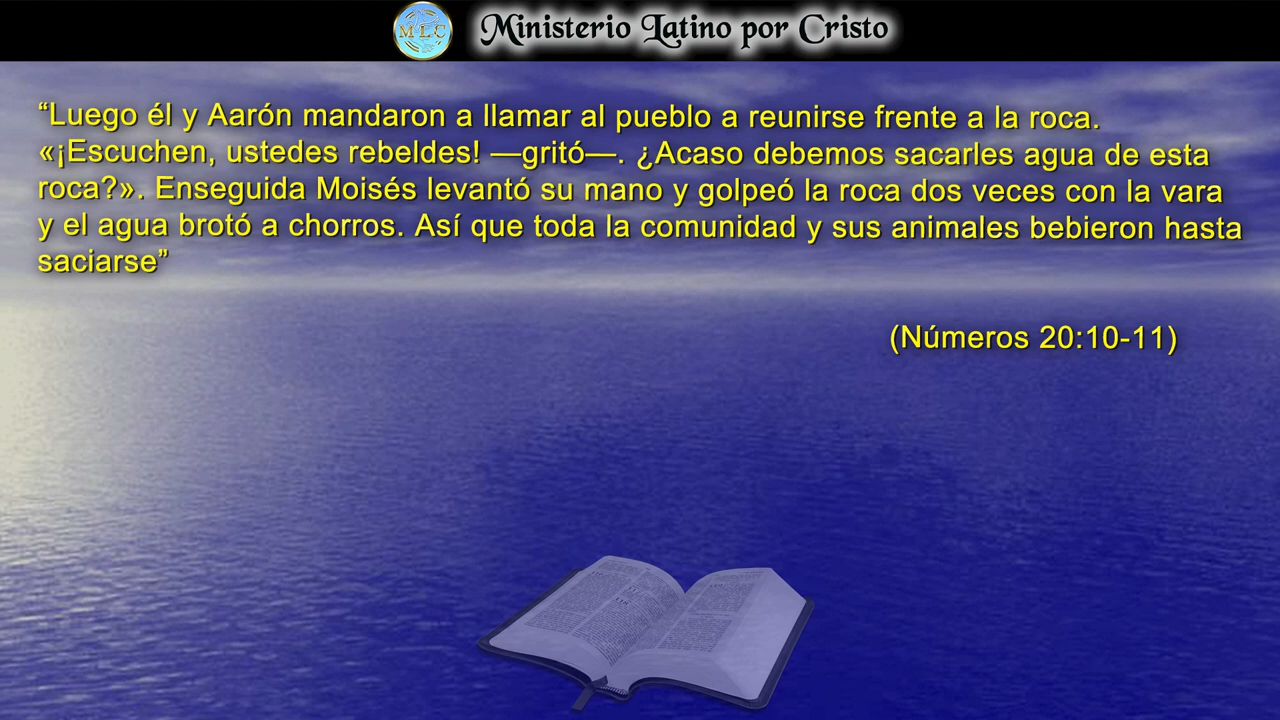 MLC Ministerio Latino por Cristo
“Luego él y Aarón mandaron a llamar al pueblo a reunirse frente a la roca.
«¡Escuchen, ustedes rebeldes! —gritó—. ¿Acaso debemos sacarles agua de esta
roca?». Enseguida Moisés levantó su mano y golpeó la roca dos veces con la vara
y el agua brotó a chorros. Así que toda la comunidad y sus animales bebieron hasta
saciarse”
(Números 20:10-11)